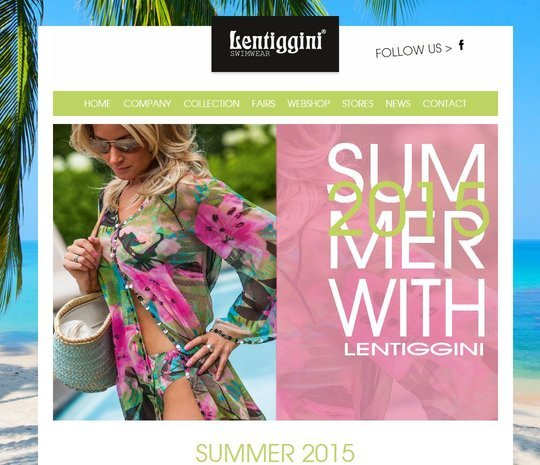 Lentiggini®
SWIMWEAR
FOLLOW US > f
HOME COMPANY COLLECTION FAIRS WEBSHOP STORES NEWS CONTACT
SUM
2015
MER
WITH
LENTIGGINI
SUMMER 2015